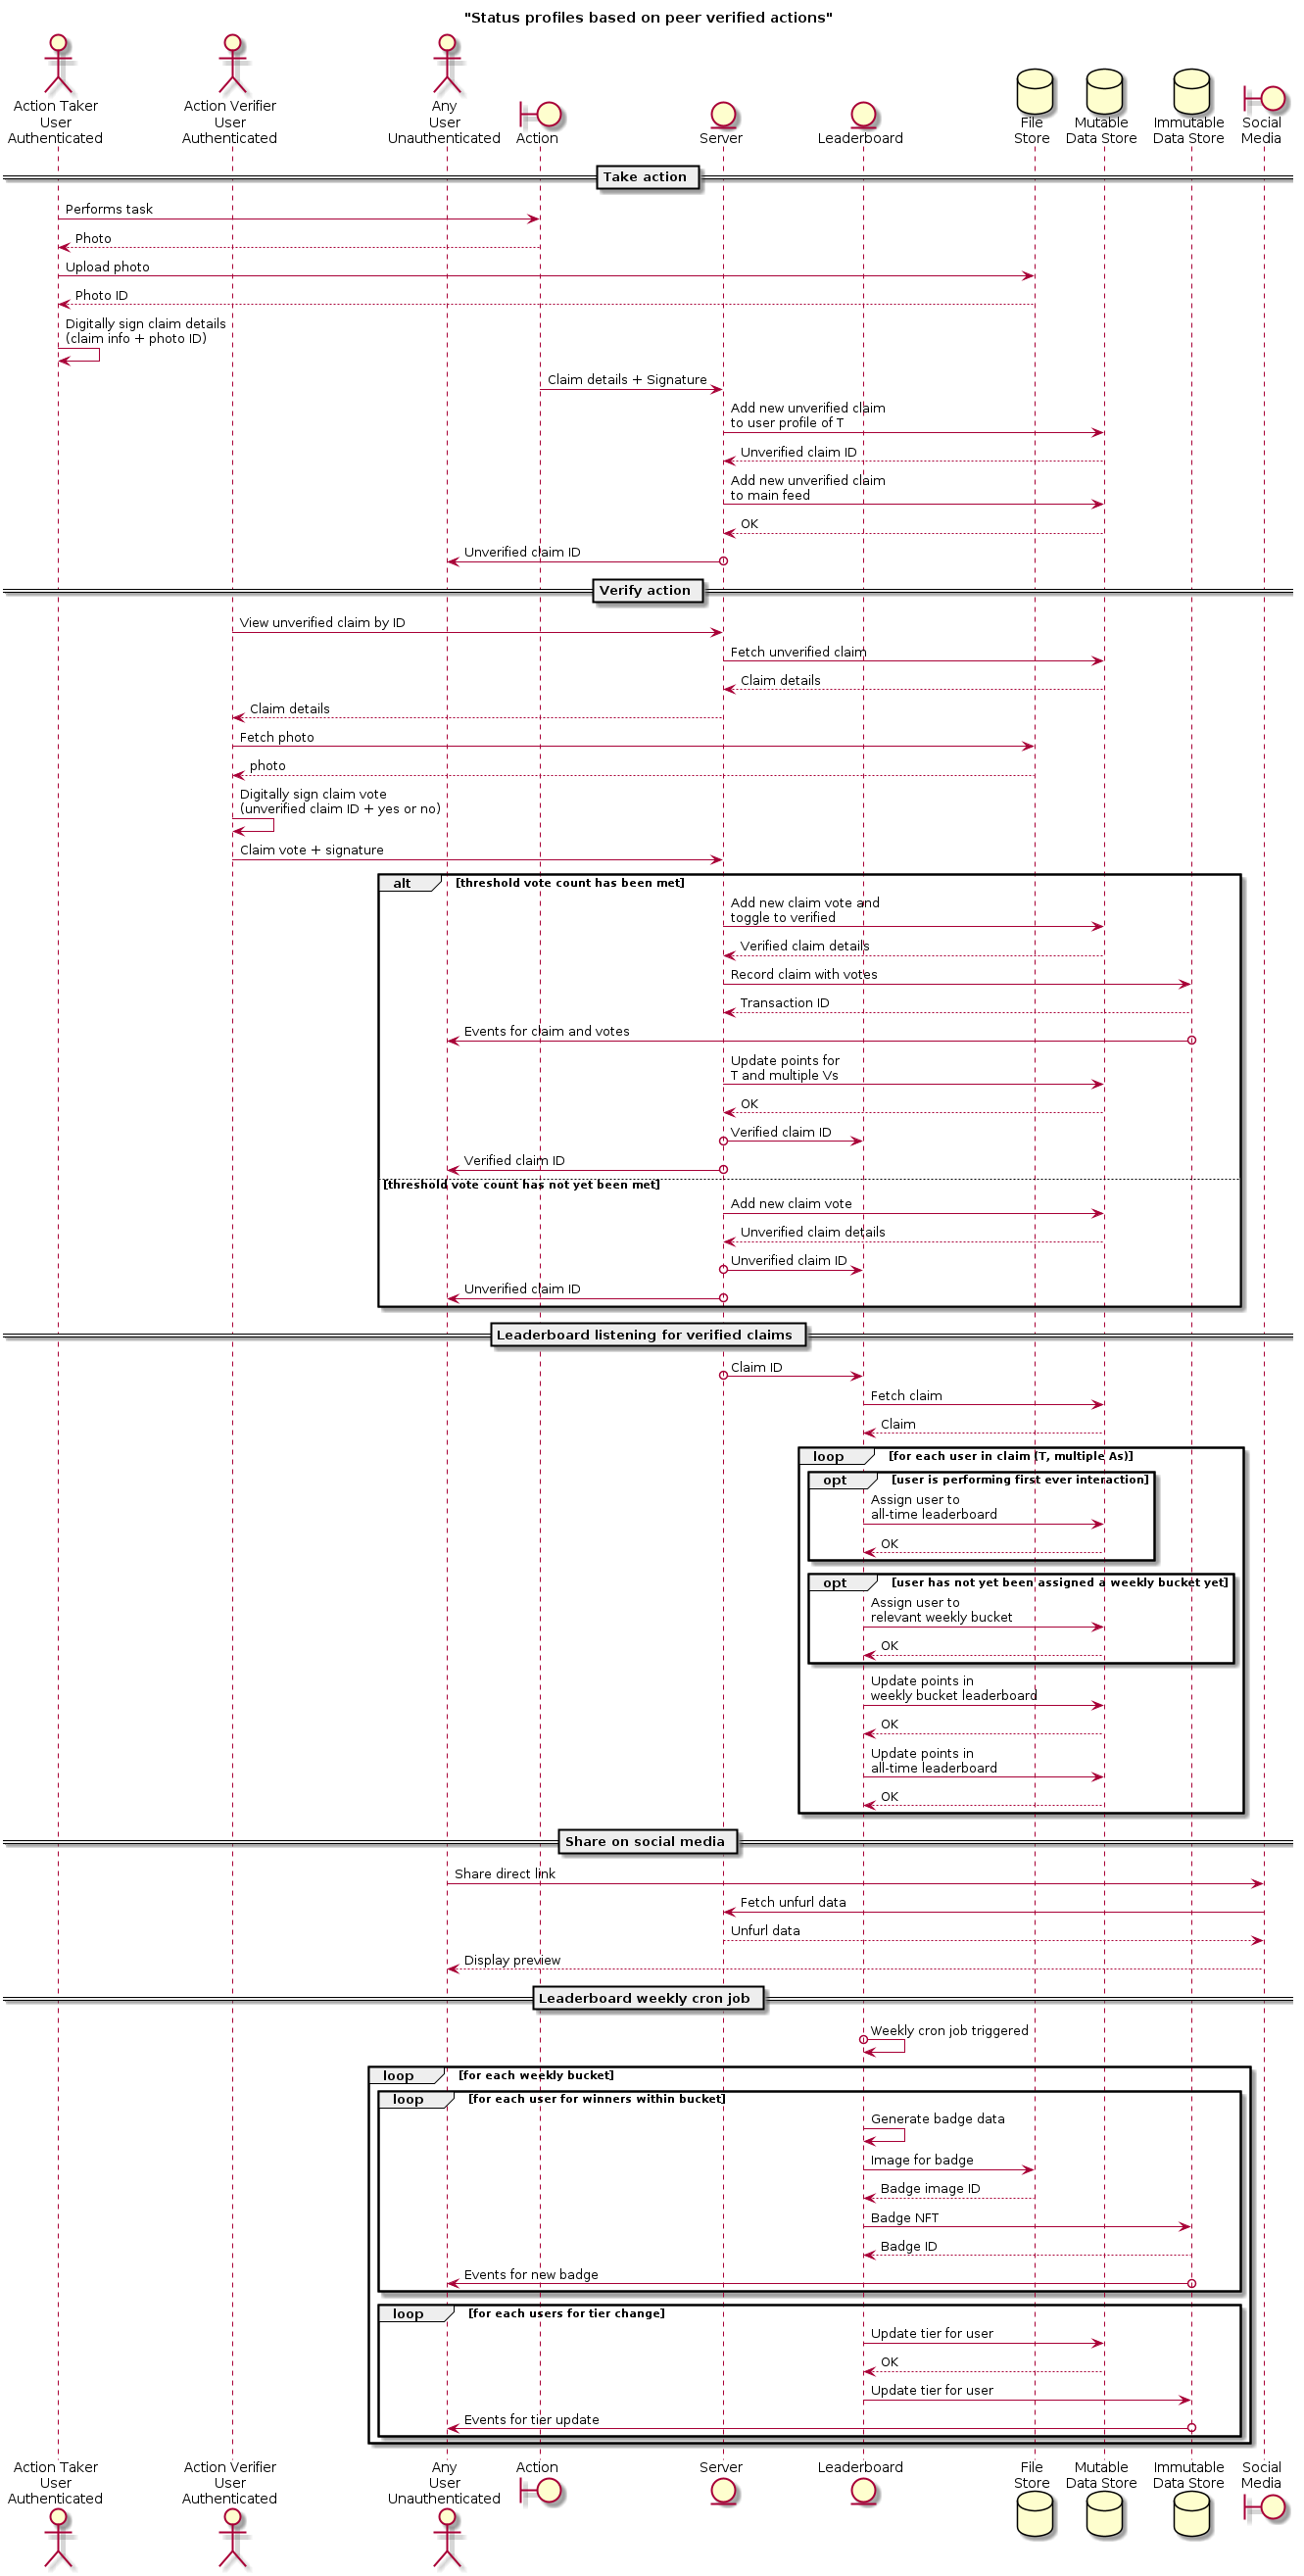 "Status profiles based on peer verified actions"
Action Taker
User
Authenticated
Action Verifier
User
Authenticated
Any
User
Unauthenticated
Action
Server
Leaderboard
File
Store
Mutable
Data Store
Immutable
Data Store
Social
Media
Take action
Performs task
Photo
Upload photo
Photo ID
Digitally sign claim details
(claim info + photo ID)
Claim details + Signature
Add new unverified claim
to user profile of T
Unverified claim ID
Add new unverified claim
to main feed
OK
Unverified claim ID
Verify action
View unverified claim by ID
Fetch unverified claim
Claim details
Claim details
Fetch photo
photo
Digitally sign claim vote
(unverified claim ID + yes or no)
Claim vote + signature
alt [threshold vote count has been met]
Add new claim vote and
toggle to verified
Verified claim details
Record claim with votes
Transaction ID
Events for claim and votes
Update points for
T and multiple Vs
OK
Verified claim ID
Verified claim ID
[threshold vote count has not yet been met]
Add new claim vote
Unverified claim details
Unverified claim ID
Unverified claim ID
Leaderboard listening for verified claims
Claim ID
Fetch claim
Claim
loop [for each user in claim (T, multiple As)]
opt [user is performing first ever interaction]
Assign user to
all-time leaderboard
OK
opt [user has not yet been assigned a weekly bucket yet]
Assign user to
relevant weekly bucket
OK
Update points in
weekly bucket leaderboard
OK
Update points in
all-time leaderboard
OK
Share on social media
Share direct link
Fetch unfurl data
Unfurl data
Display preview
Leaderboard weekly cron job
Weekly cron job triggered
loop [for each weekly bucket]
loop [for each user for winners within bucket]
Generate badge data
Image for badge
Badge image ID
Badge NFT
Badge ID
Events for new badge
loop [for each users for tier change]
Update tier for user
OK
Update tier for user
Events for tier update
Action Taker
User
Authenticated
Action Verifier
User
Authenticated
Any
User
Unauthenticated
Action
Server
Leaderboard
File
Store
Mutable
Data Store
Immutable
Data Store
Social
Media